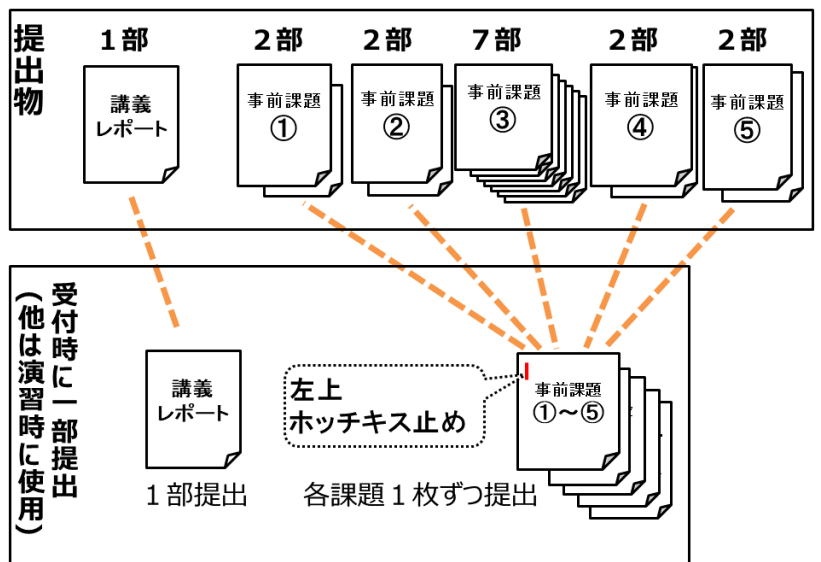 提出物
1部
2部
2部
7部
2部
2部
講義
レポート
事前課題
①
事前課題
②
事前課題
③
事前課題
④
事前課題
⑤
受付時に一部提出
(他は演習時に使用)
講義
レポート
1部提出
左上
ホッチキス止め
事前課題
①～⑤
各課題1枚ずつ提出